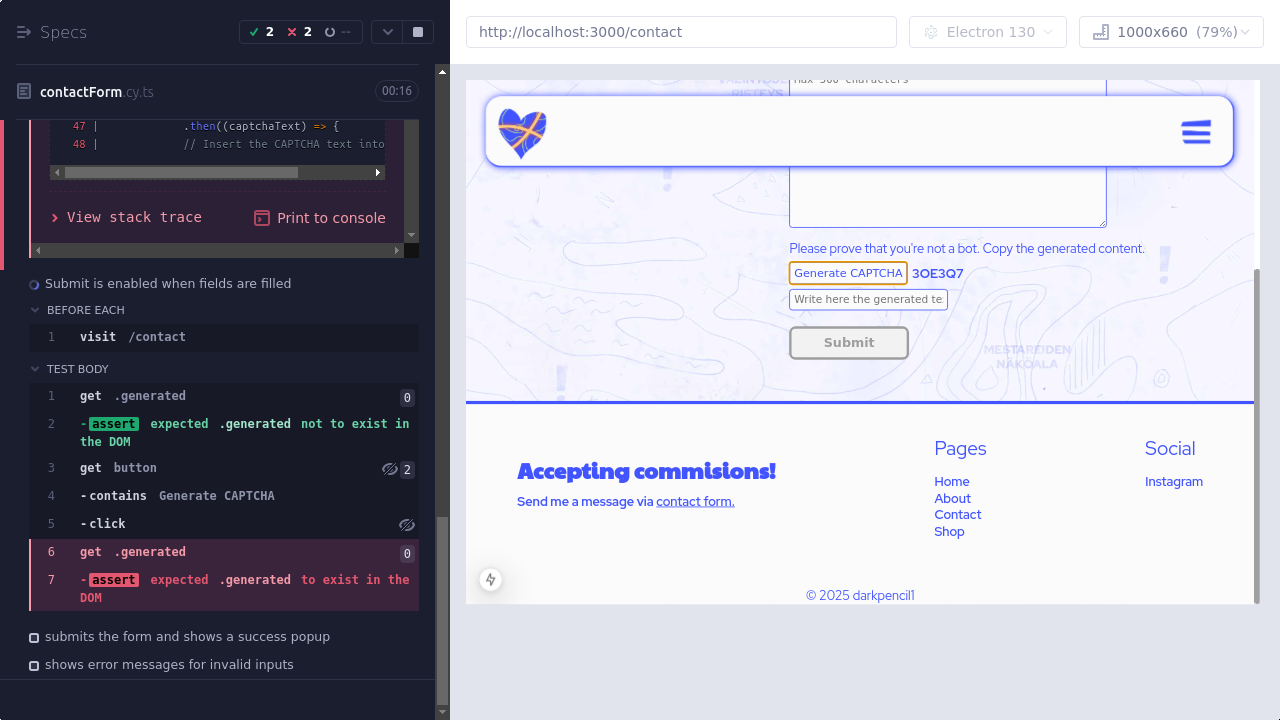 Specs
2
2
--
contactForm.cy.ts
00:16
47 | .then((captchaText) => {
48 | // Insert the CAPTCHA text into
View stack trace
Print to console
Submit is enabled when fields are filled
BEFORE EACH
1 visit /contact
TEST BODY
1 get .generated 0
2 -assert expected .generated not to exist in
the DOM
3 get button 2
4 -contains Generate CAPTCHA
5 -click
6 get .generated 0
7 -assert expected .generated to exist in the
DOM
submits the form and shows a success popup
shows error messages for invalid inputs
http://localhost:3000/contact
Electron 130
1000x660 (79%)
Max 500 characters
RISTEYS
Please prove that you're not a bot. Copy the generated content.
Generate CAPTCHA 3OE3Q7
Write here the generated te
Submit
MESTAREIDEN
NÄKÖALA
Accepting commisions!
Send me a message via contact form.
Pages
Home
About
Contact
Shop
Social
Instagram
© 2025 darkpencil1